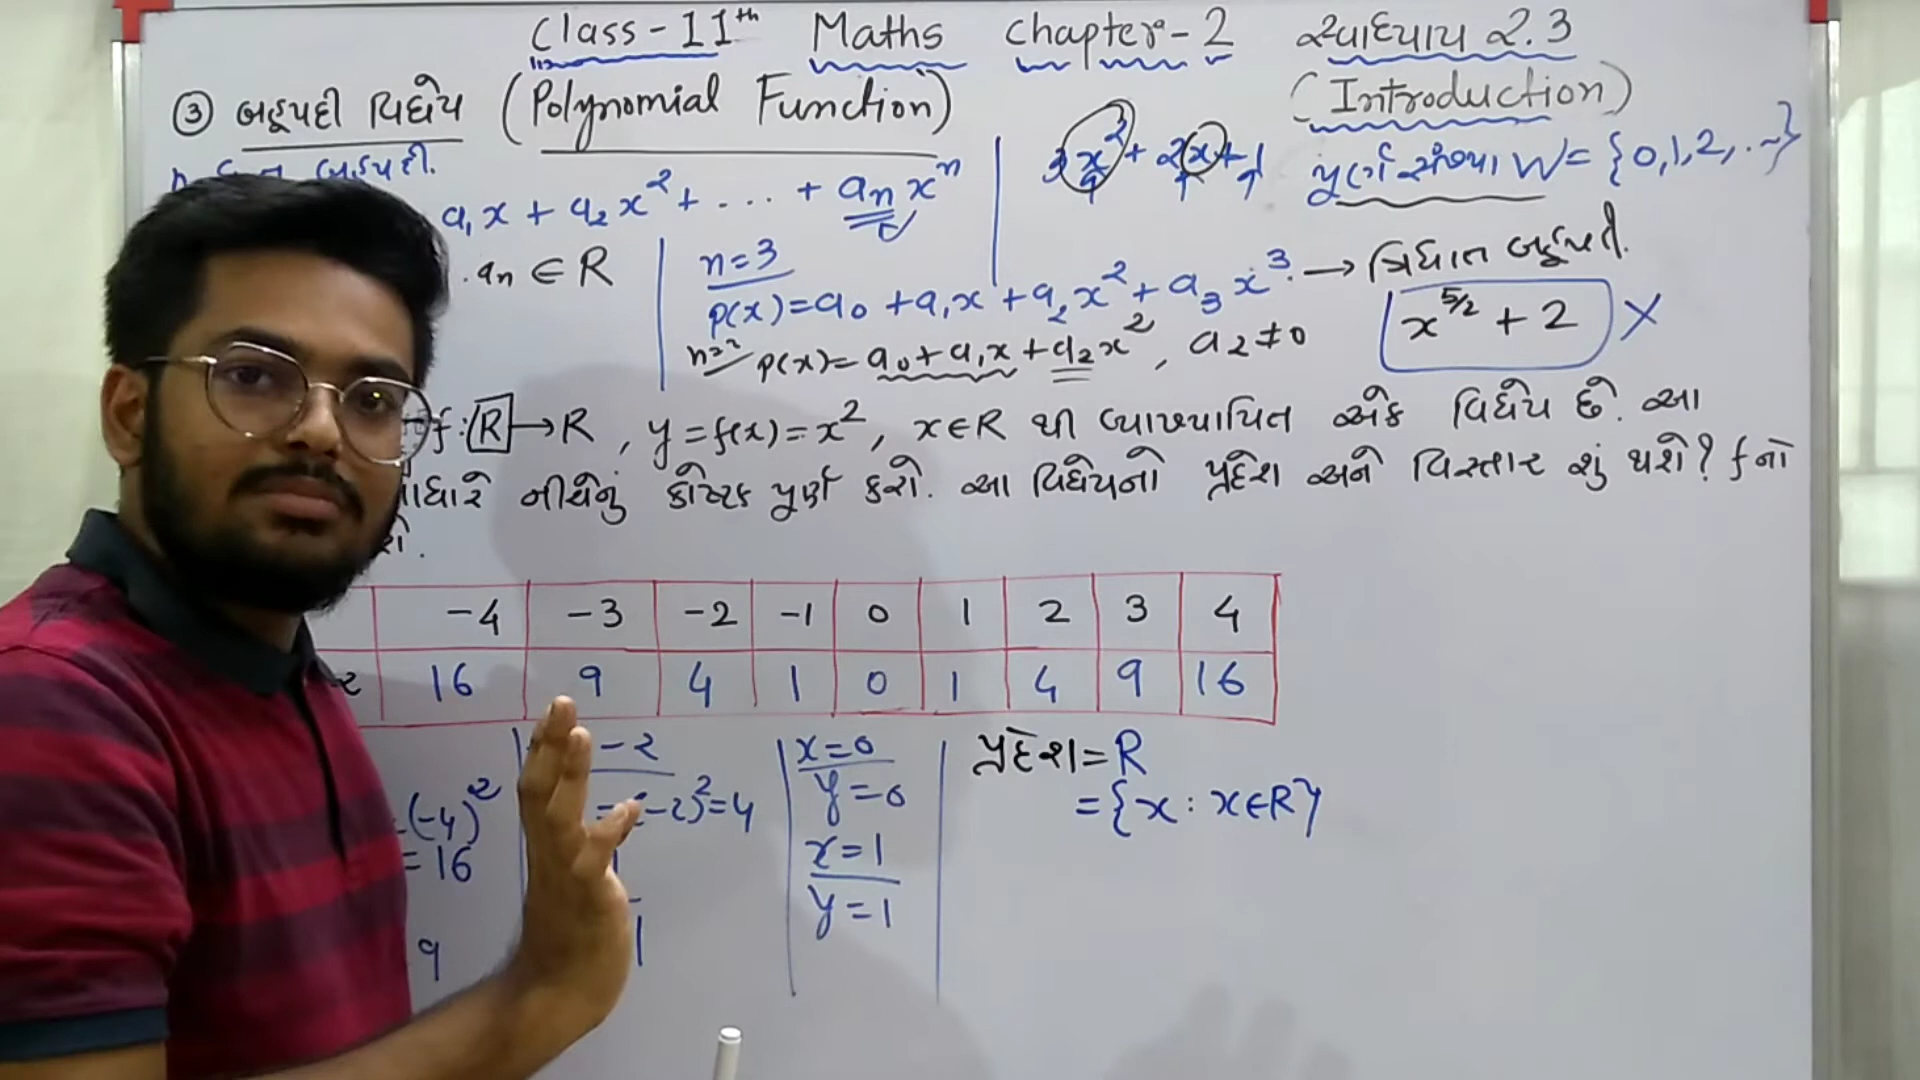 Class-11th Maths Chapter-2 સ્વાધ્યાય 2.3
(Introduction)
③ બહુપદી વિધેય (Polynomial Function)
n બહુપદી.
a₁x + a₂x² + ... + aₙxⁿ
aₙ ∈ R
3x² + 2x + 1
પૂર્ણ સંખ્યા W = {0,1,2,...}
n=3
p(x) = a₀ + a₁x + a₂x² + a₃x³. → ત્રિઘાત બહુપદી.
n=2 p(x) = a₀ + a₁x + a₂x², a₂ ≠ 0
x^5/2 + 2 ✗
f: R → R, y = f(x) = x², x∈R થી વ્યાખ્યાયિત એક વિધેય છે. આ
આધારે નીચેનું કોષ્ટક પૂર્ણ કરો. આ વિધેયનો પ્રદેશ અને વિસ્તાર શું થશે? f નો
-4 -3 -2 -1 0 1 2 3 4
16 9 4 1 0 1 4 9 16
(-4)²
= 16
9
-2
= (-2)² = 4
1
x=0
y=0
x=1
y=1
પ્રદેશ = R
= {x : x∈R}